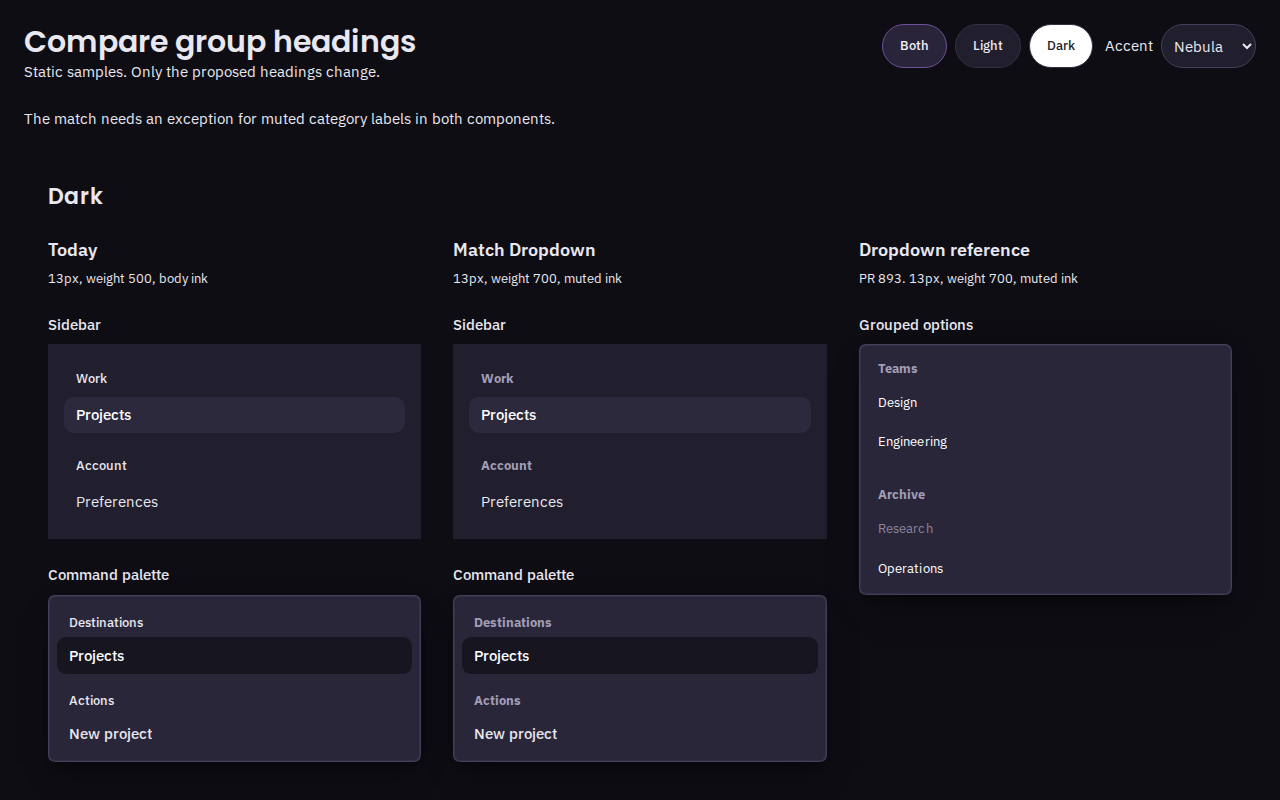 Compare group headings
Static samples. Only the proposed headings change.
Both
Light
Dark
Accent
Nebula
The match needs an exception for muted category labels in both components.
Dark
Today
13px, weight 500, body ink
Sidebar
Work
Projects
Account
Preferences
Command palette
Destinations
Projects
Actions
New project
Match Dropdown
13px, weight 700, muted ink
Sidebar
Work
Projects
Account
Preferences
Command palette
Destinations
Projects
Actions
New project
Dropdown reference
PR 893. 13px, weight 700, muted ink
Grouped options
Teams
Design
Engineering
Archive
Research
Operations